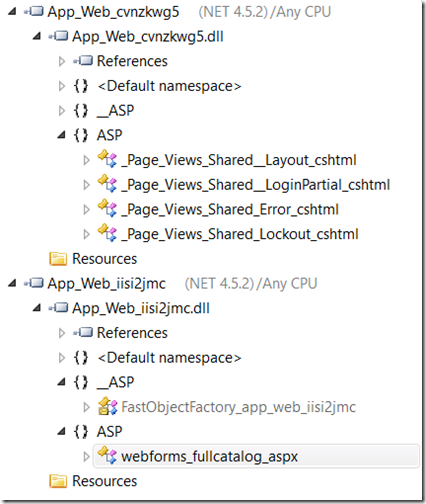 App_Web_cvnzkwg5 (NET 4.5.2) /Any CPU
App_Web_cvnzkwg5.dll
References
{} <Default namespace>
{} __ASP
{} ASP
_Page_Views_Shared__Layout_cshtml
_Page_Views_Shared__LoginPartial_cshtml
_Page_Views_Shared_Error_cshtml
_Page_Views_Shared_Lockout_cshtml
Resources
App_Web_iisi2jmc (NET 4.5.2) /Any CPU
App_Web_iisi2jmc.dll
References
{} <Default namespace>
{} __ASP
FastObjectFactory_app_web_iisi2jmc
{} ASP
webforms_fullcatalog_aspx
Resources